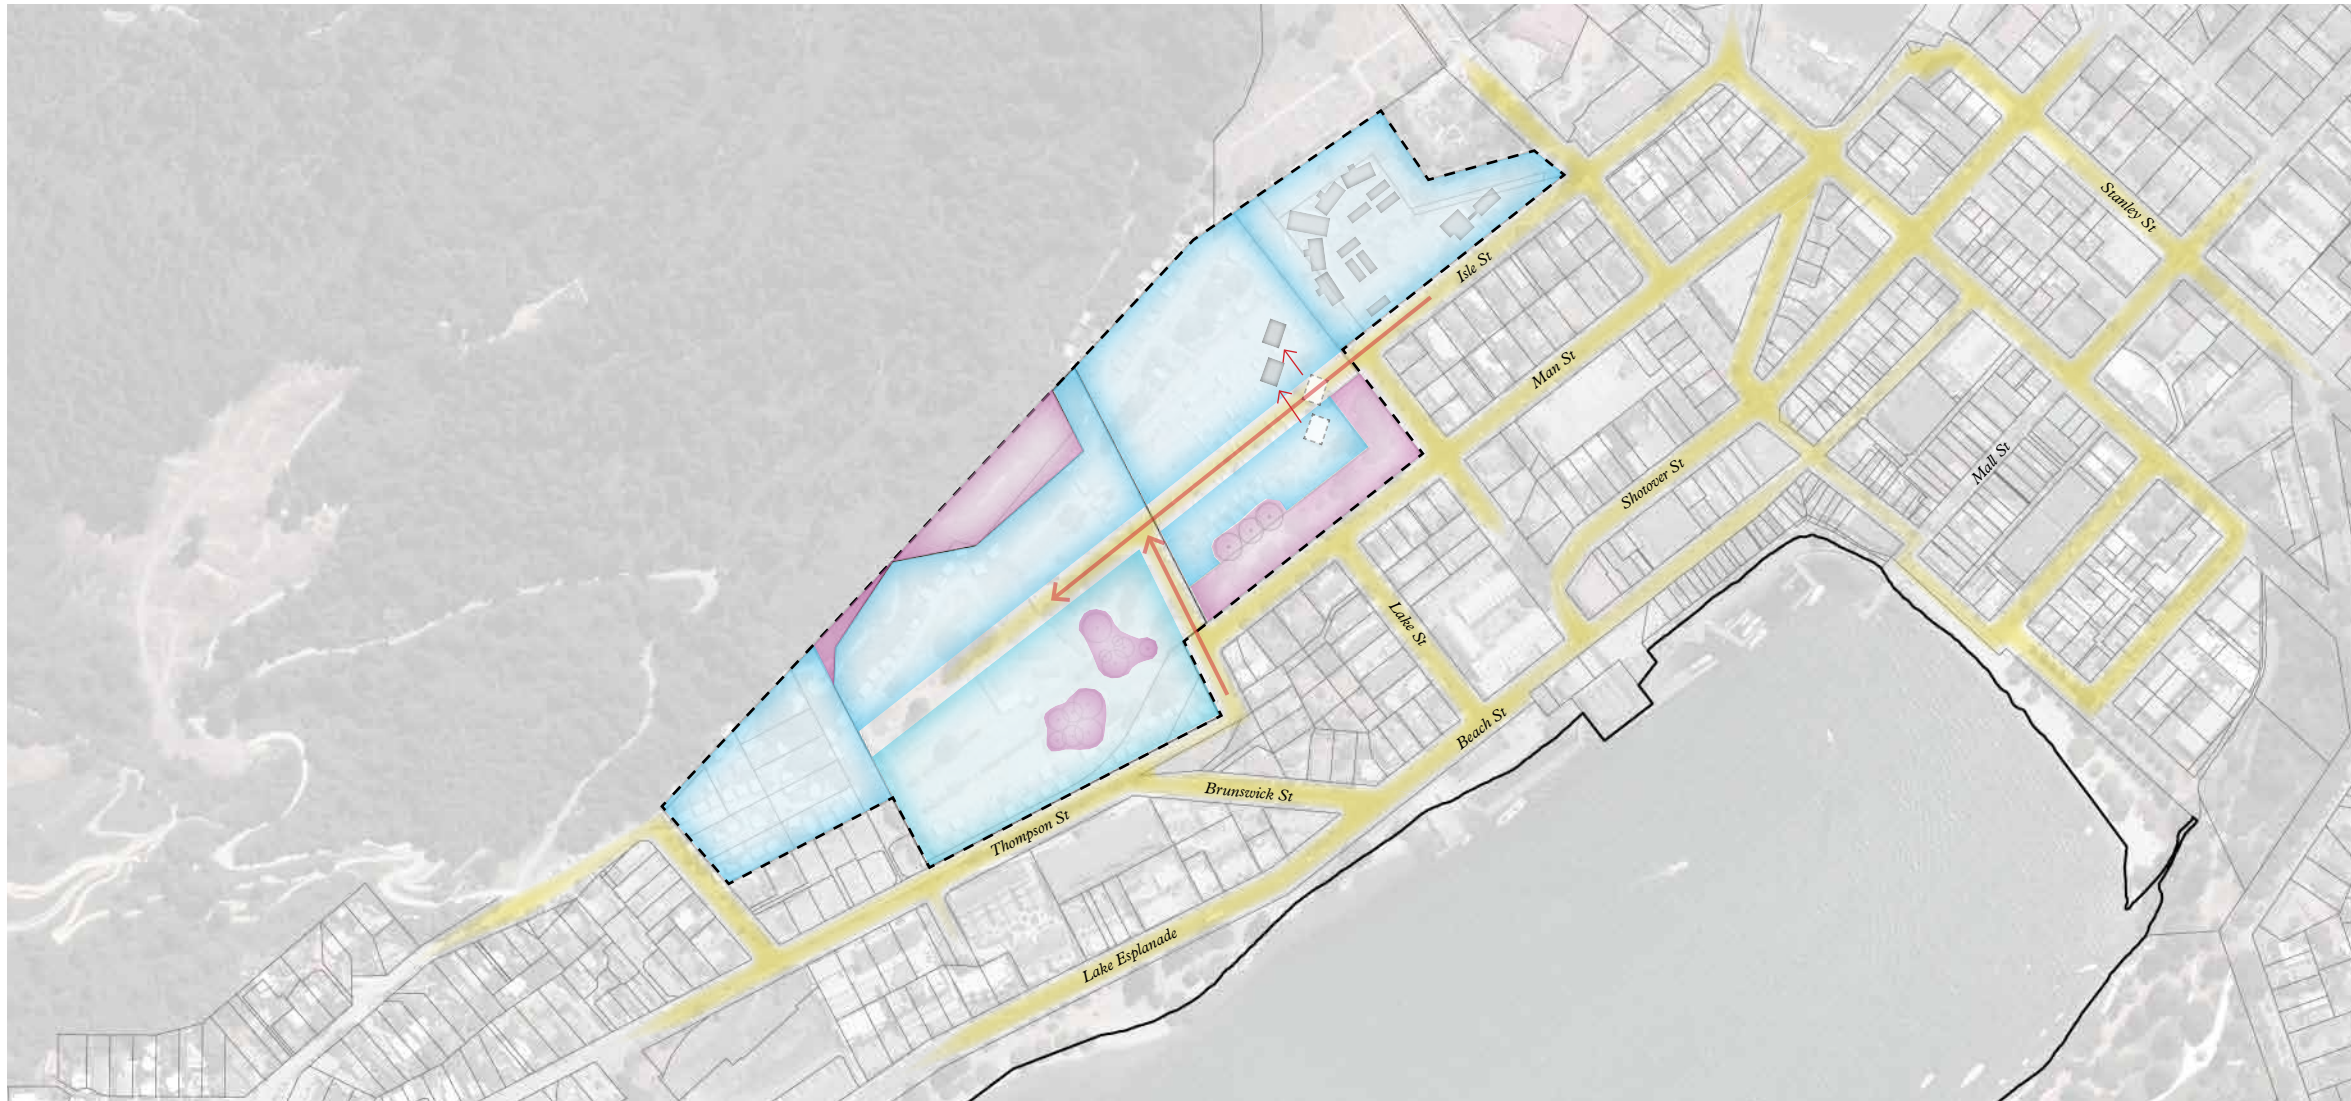 Stanley St
Isle St
Man St
Mall St
Shotover St
Lake St
Beach St
Brunswick St
Thompson St
Lake Esplanade